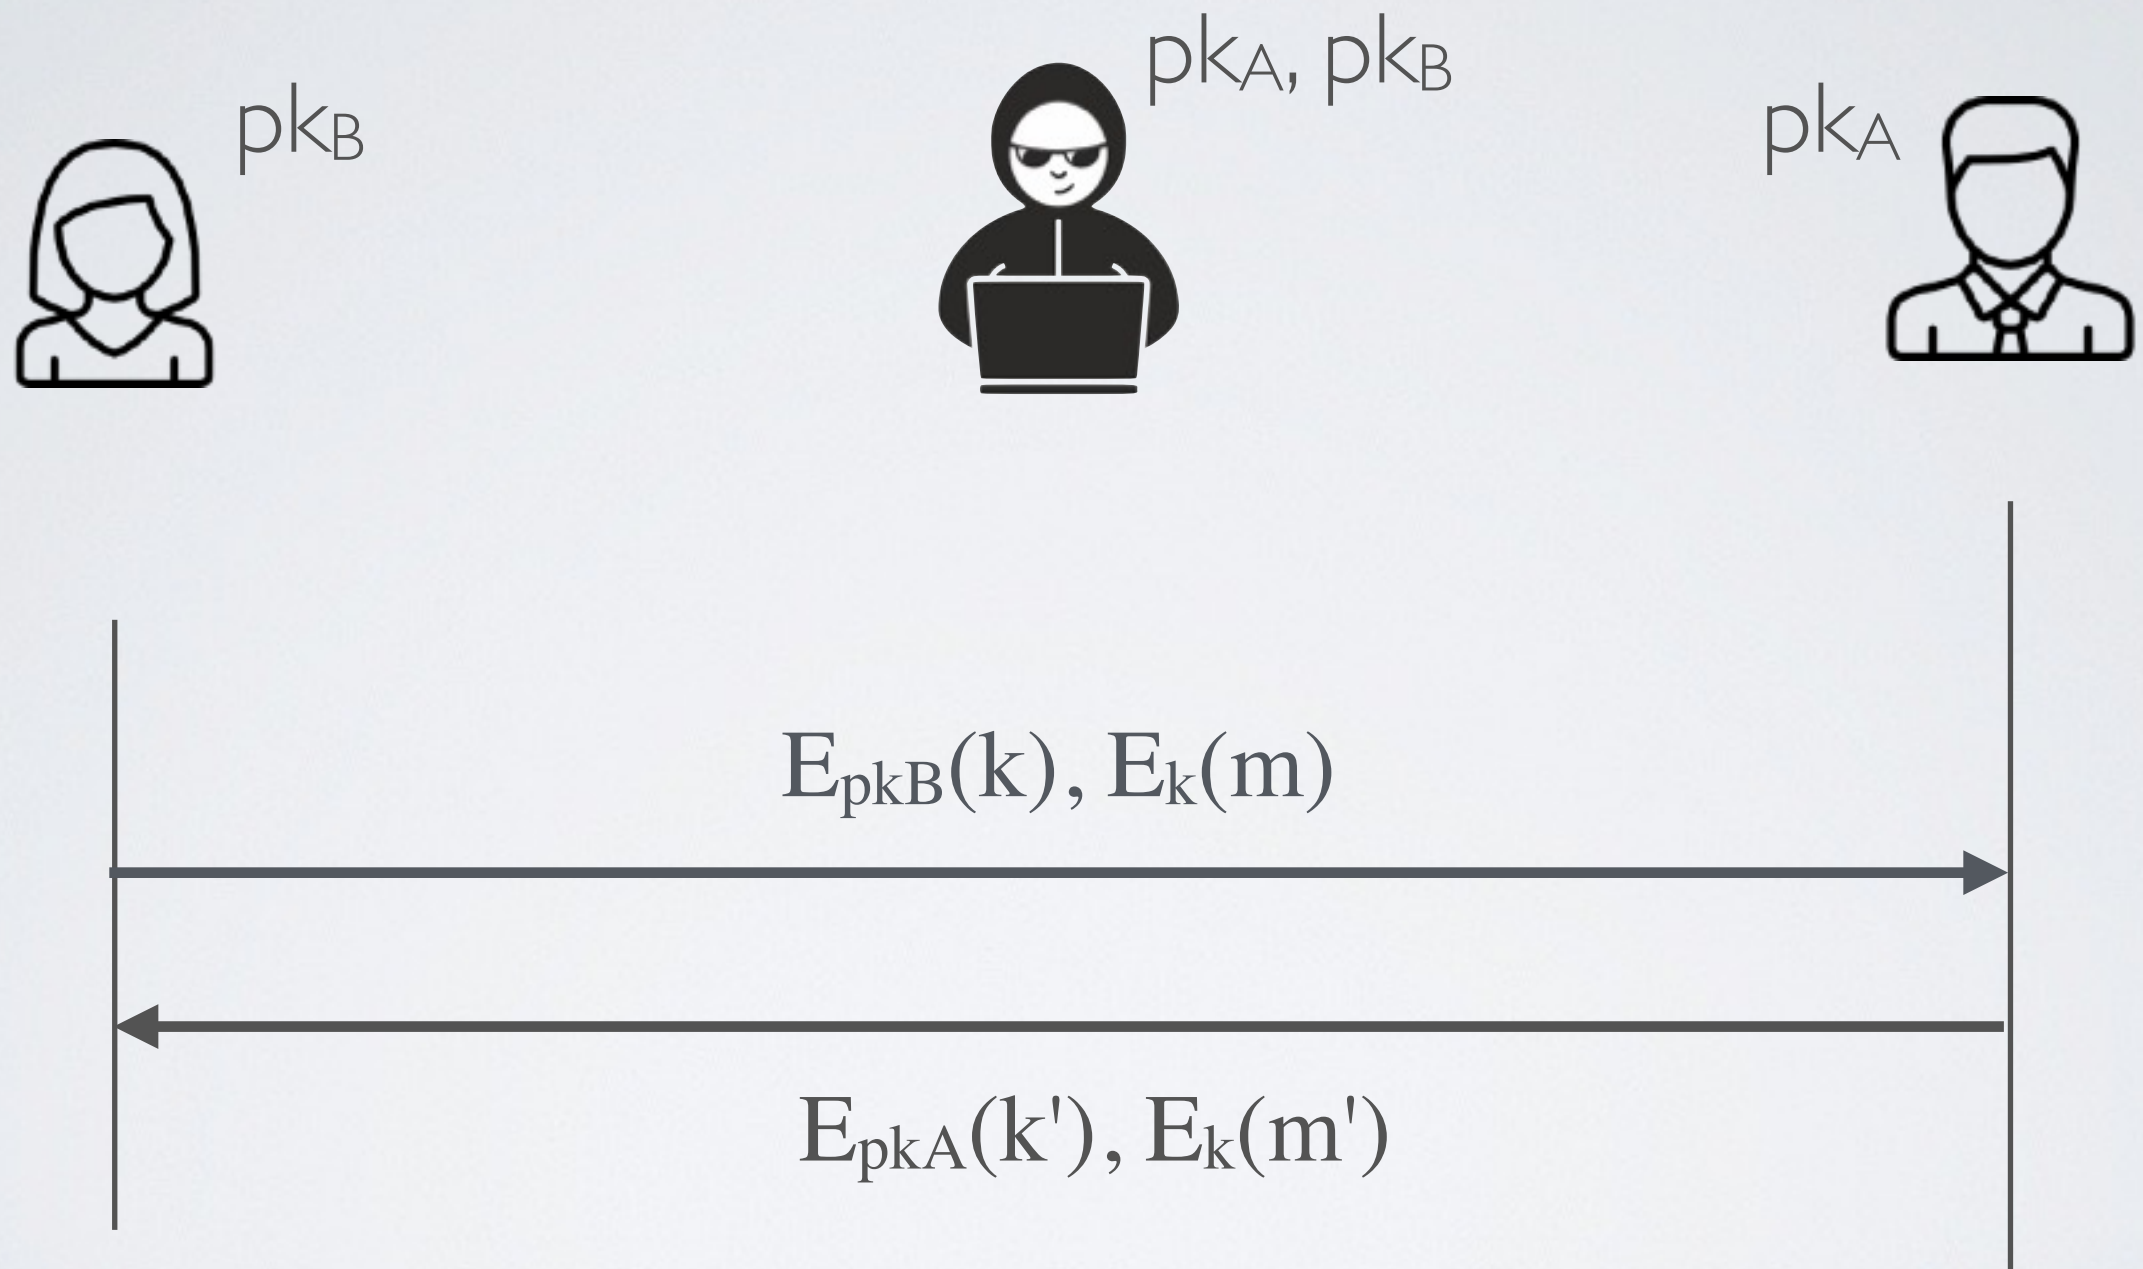 pkB
pkA, pkB
pkA
EpkB(k), Ek(m)
EpkA(k'), Ek(m')